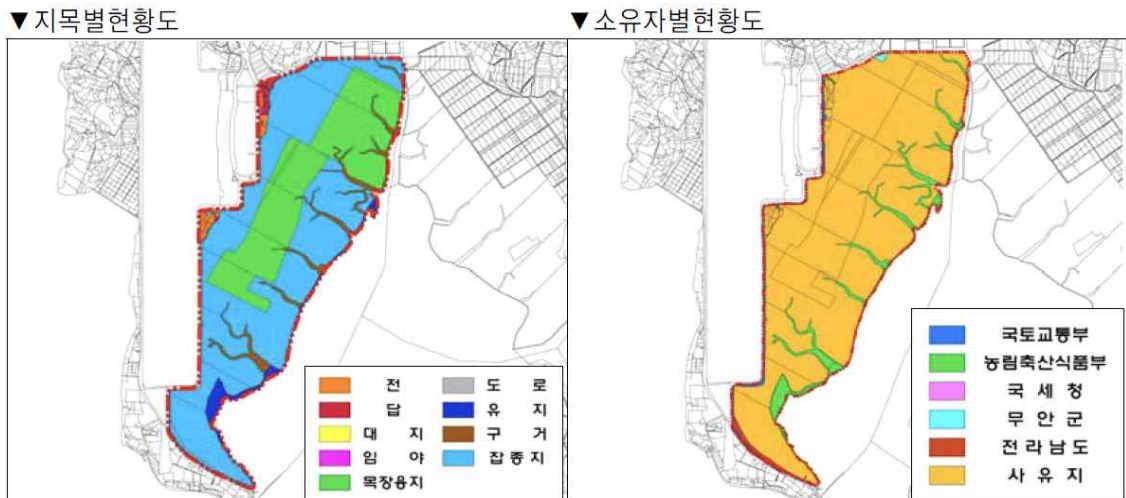 ▼지목별현황도
▼소유자별현황도
전 도 로
답 유 지
대 지 구 거
임 야 잡종지
목장용지
국토교통부
농림축산식품부
국 세 청
무 안 군
전 라 남 도
사 유 지